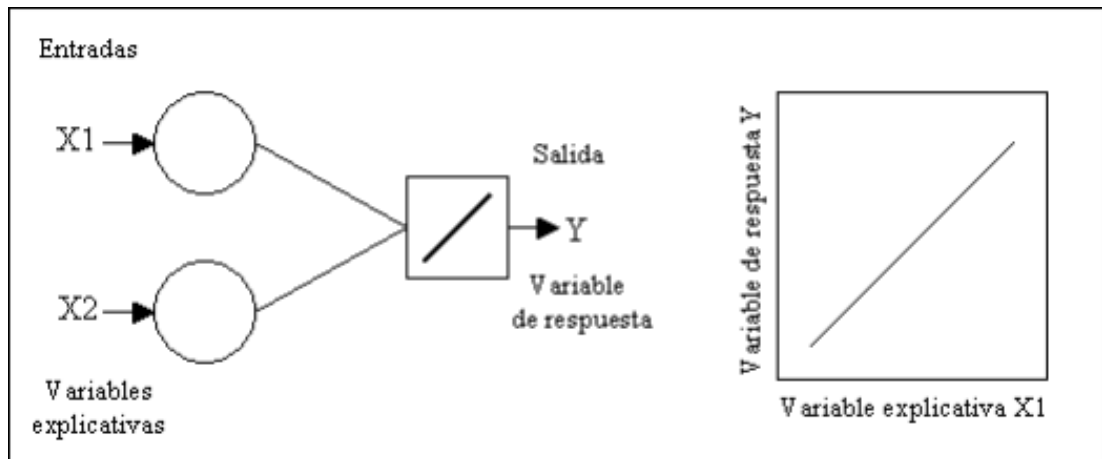 Entradas
X1
X2
Variables
explicativas
Salida
Y
Variable
de respuesta
Variable de respuesta Y
Variable explicativa X1